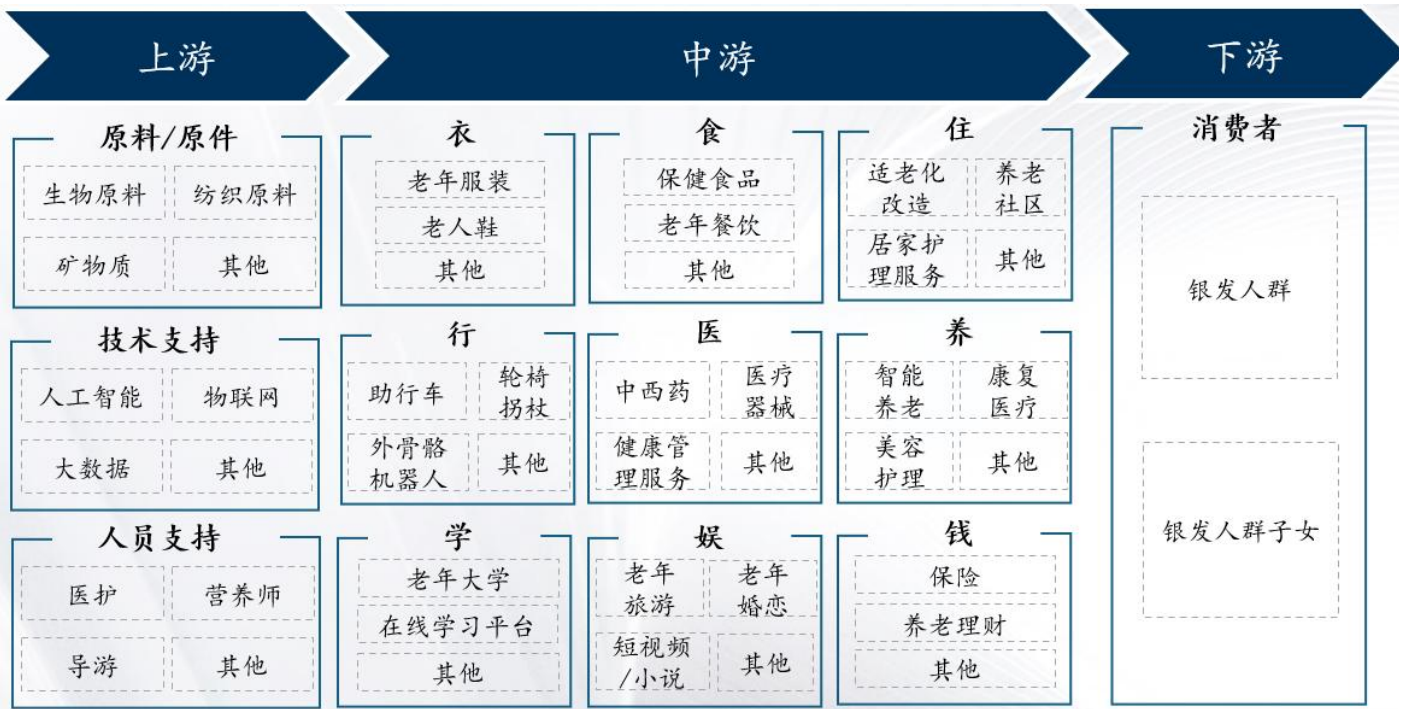 上游
中游
下游
原料/原件
生物原料
纺织原料
矿物质
其他
衣
老年服装
老人鞋
其他
食
保健食品
老年餐饮
其他
住
适老化
改造
养老
社区
居家护
理服务
其他
消费者
银发人群
银发人群子女
技术支持
人工智能
物联网
大数据
其他
行
助行车
轮椅
拐杖
外骨骼
机器人
其他
医
中西药
医疗
器械
健康管
理服务
其他
养
智能
养老
康复
医疗
美容
护理
其他
人员支持
医护
营养师
导游
其他
学
老年大学
在线学习平台
其他
娱
老年
旅游
老年
婚恋
短视频
/小说
其他
钱
保险
养老理财
其他